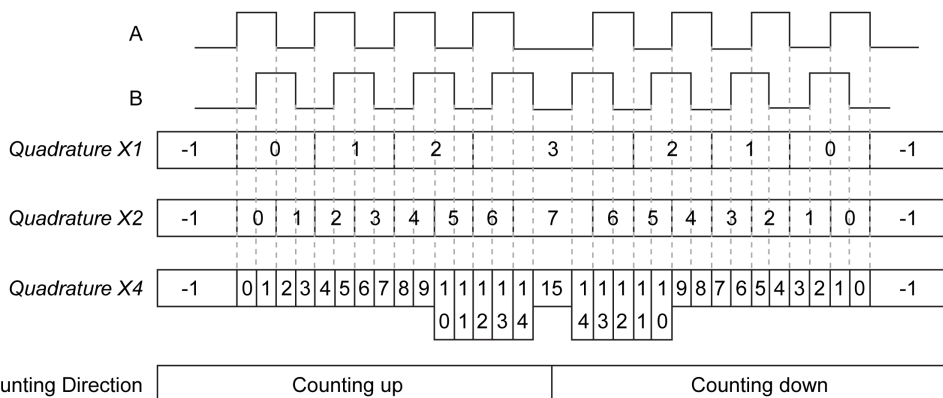 A
B
Quadrature X1 -1 0 1 2 3 2 1 0 -1
Quadrature X2 -1 0 1 2 3 4 5 6 7 6 5 4 3 2 1 0 -1
Quadrature X4 -1 0 1 2 3 4 5 6 7 8 9 1 1 1 1 1 15 1 1 1 1 1 9 8 7 6 5 4 3 2 1 0 -1
0 1 2 3 4 4 3 2 1 0
unting Direction Counting up Counting down